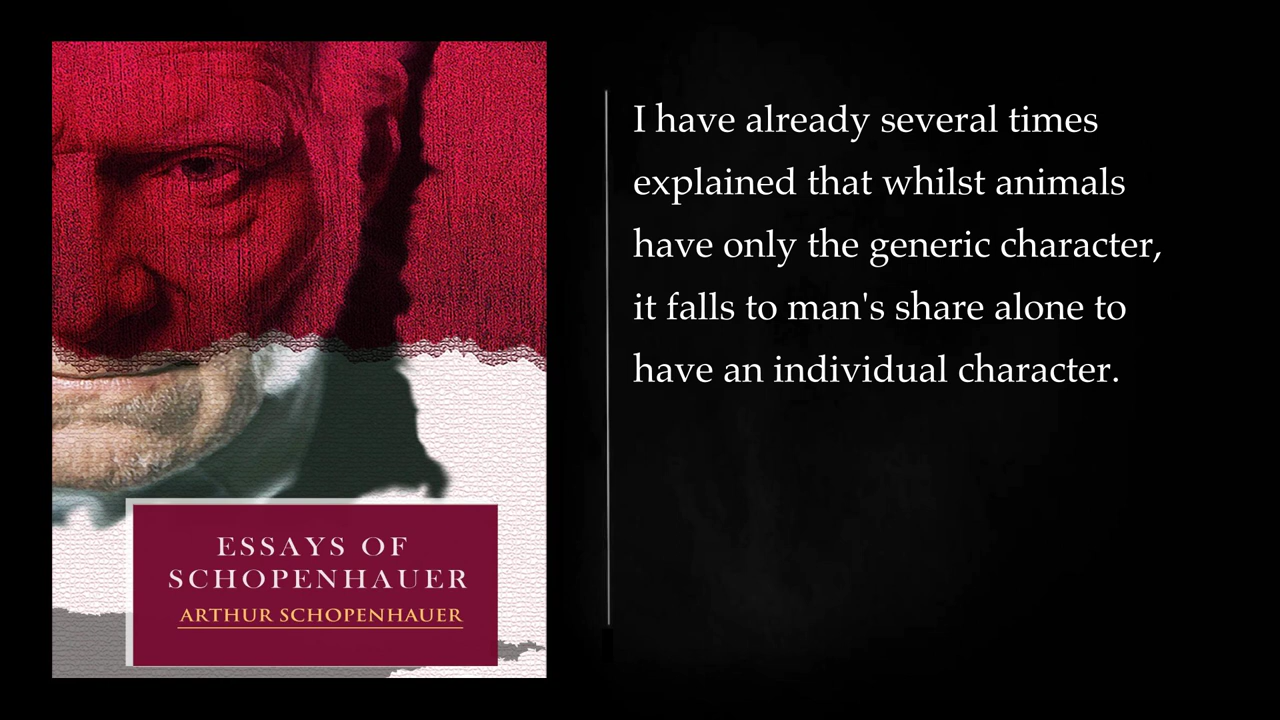 ESSAYS OF
SCHOPENHAUER
ARTHUR SCHOPENHAUER
I have already several times
explained that whilst animals
have only the generic character,
it falls to man's share alone to
have an individual character.